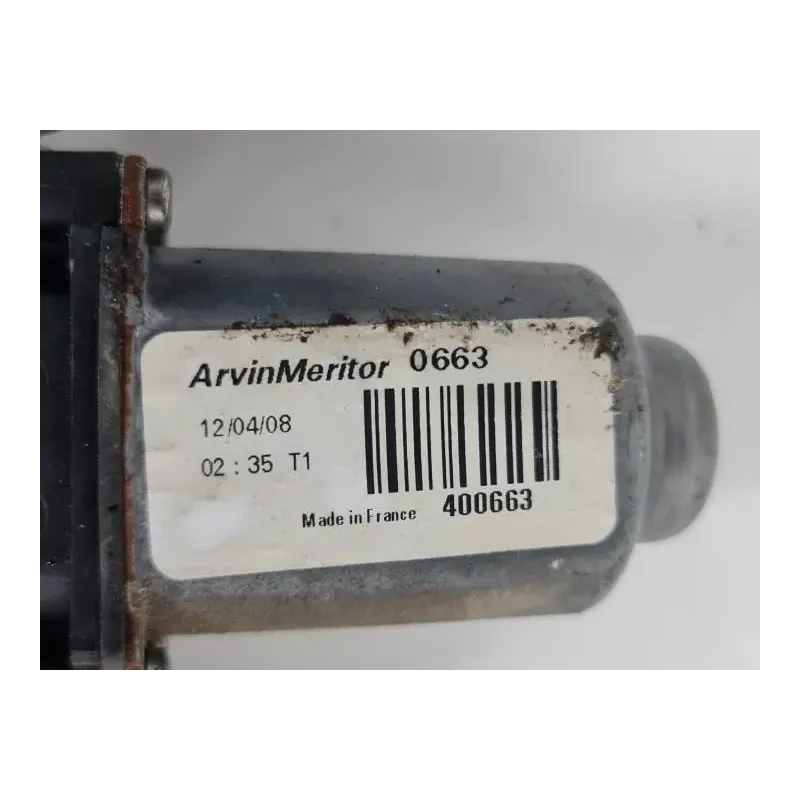 ArvinMeritor 0663
12/04/08
02 : 35 T1
Made in France 400663